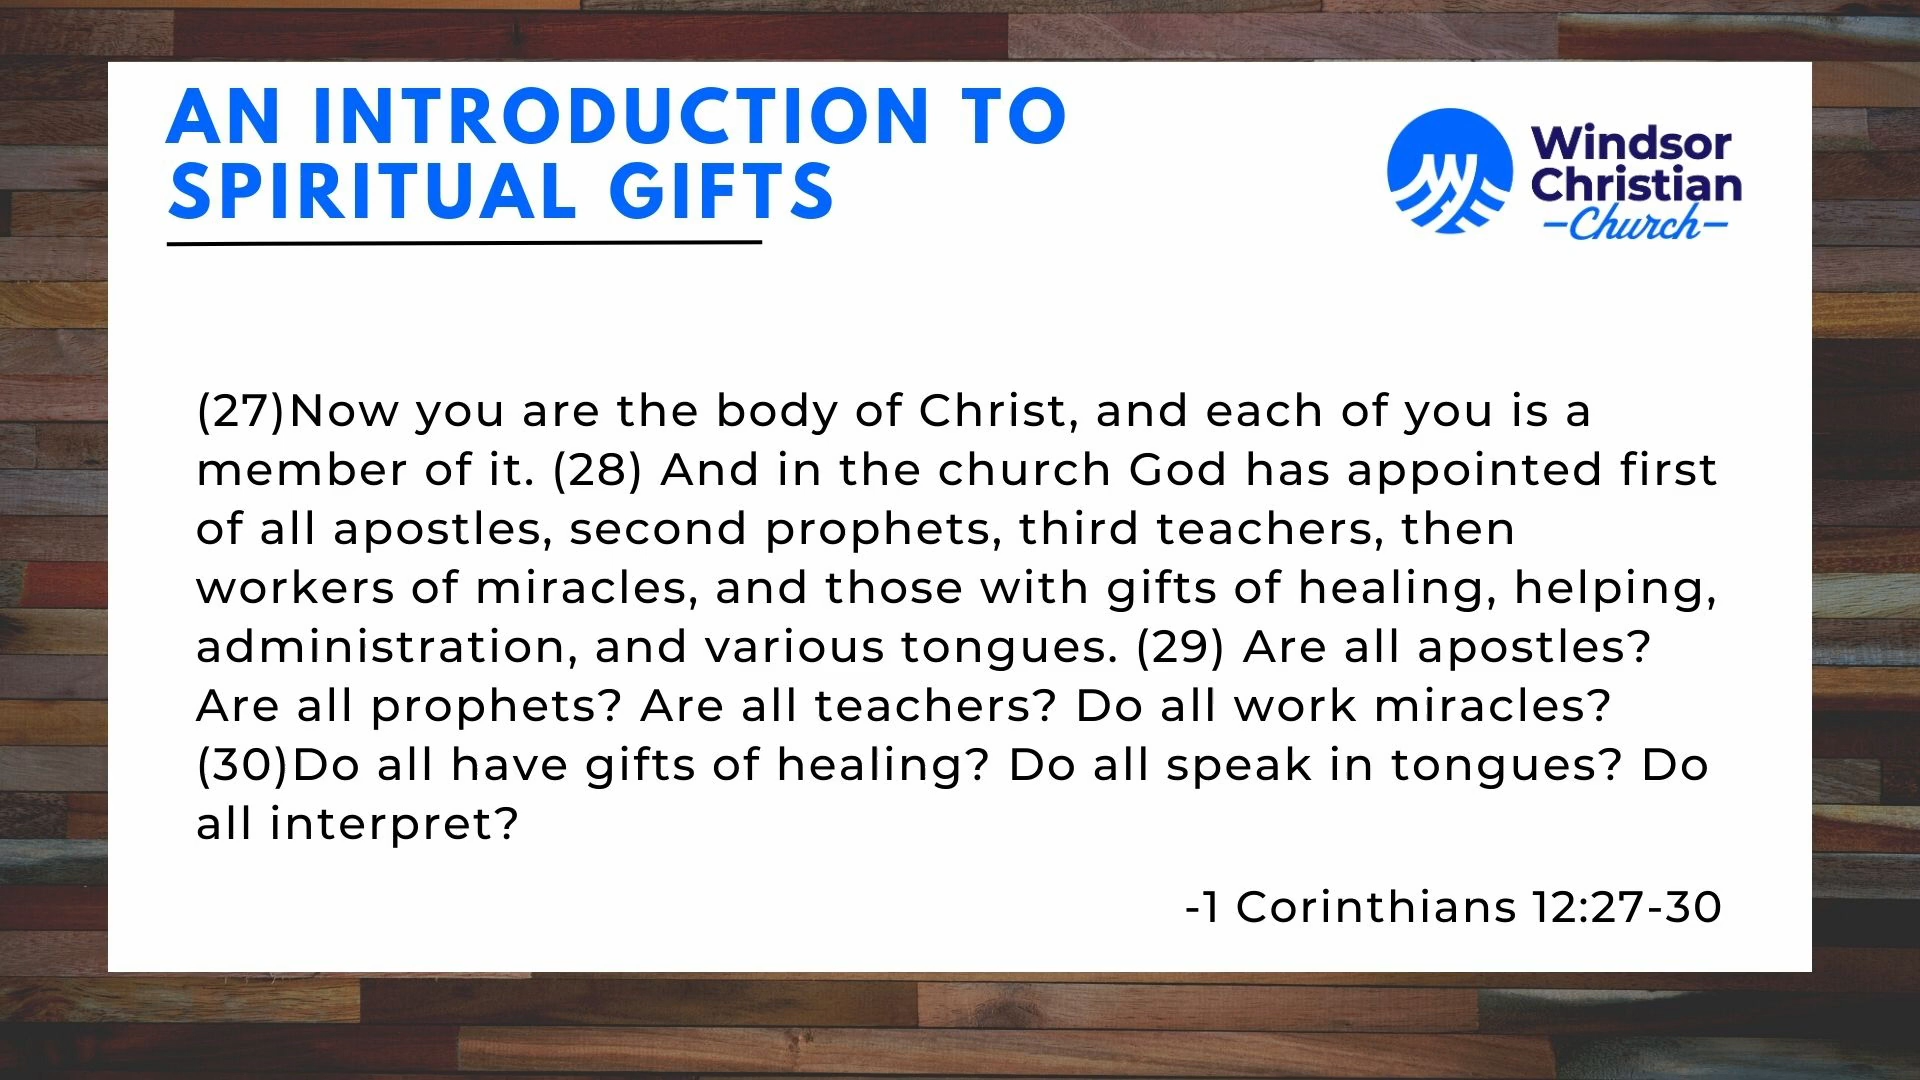 AN INTRODUCTION TO
SPIRITUAL GIFTS
Windsor
Christian
-Church-
(27)Now you are the body of Christ, and each of you is a
member of it. (28) And in the church God has appointed first
of all apostles, second prophets, third teachers, then
workers of miracles, and those with gifts of healing, helping,
administration, and various tongues. (29) Are all apostles?
Are all prophets? Are all teachers? Do all work miracles?
(30)Do all have gifts of healing? Do all speak in tongues? Do
all interpret?
-1 Corinthians 12:27-30